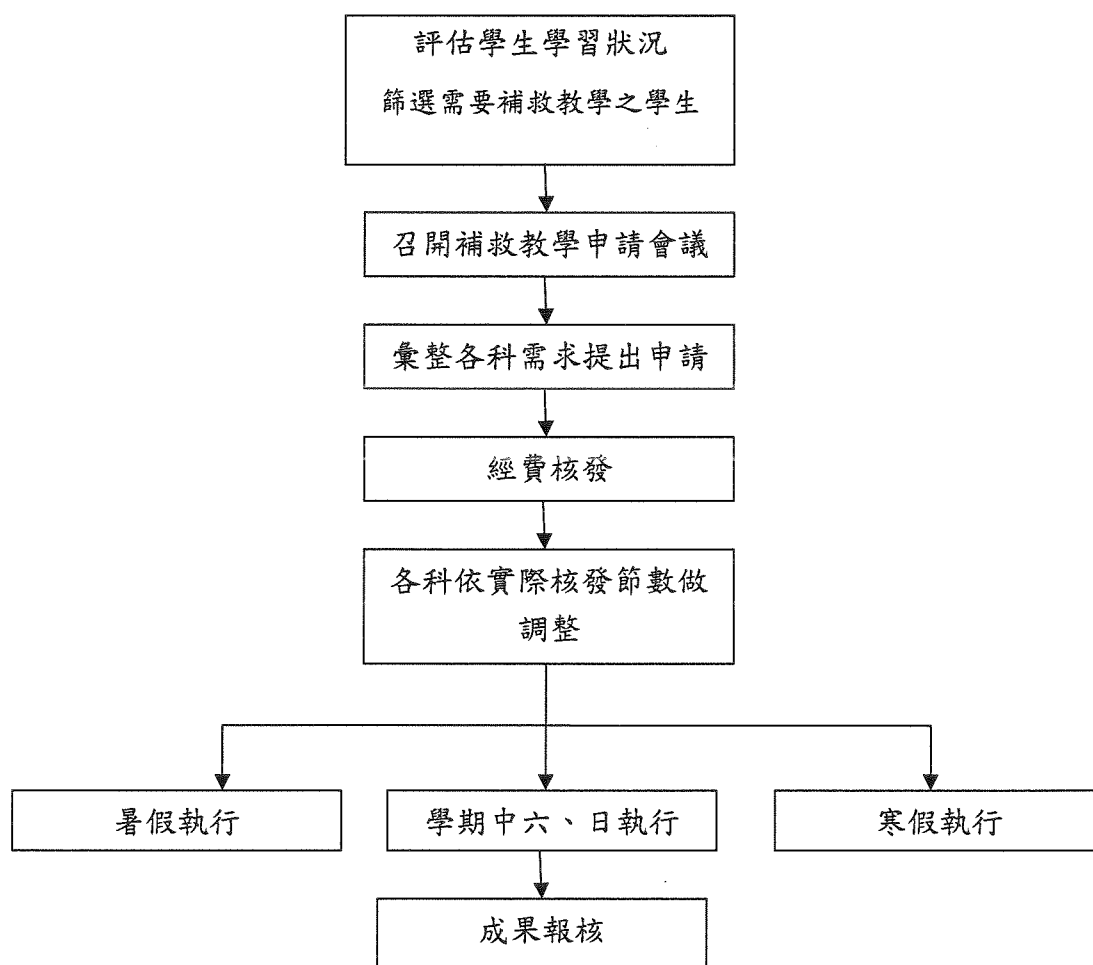 評估學生學習狀況
篩選需要補救教學之學生
召開補救教學申請會議
彙整各科需求提出申請
經費核發
各科依實際核發節數做
調整
暑假執行
學期中六、日執行
寒假執行
成果報核